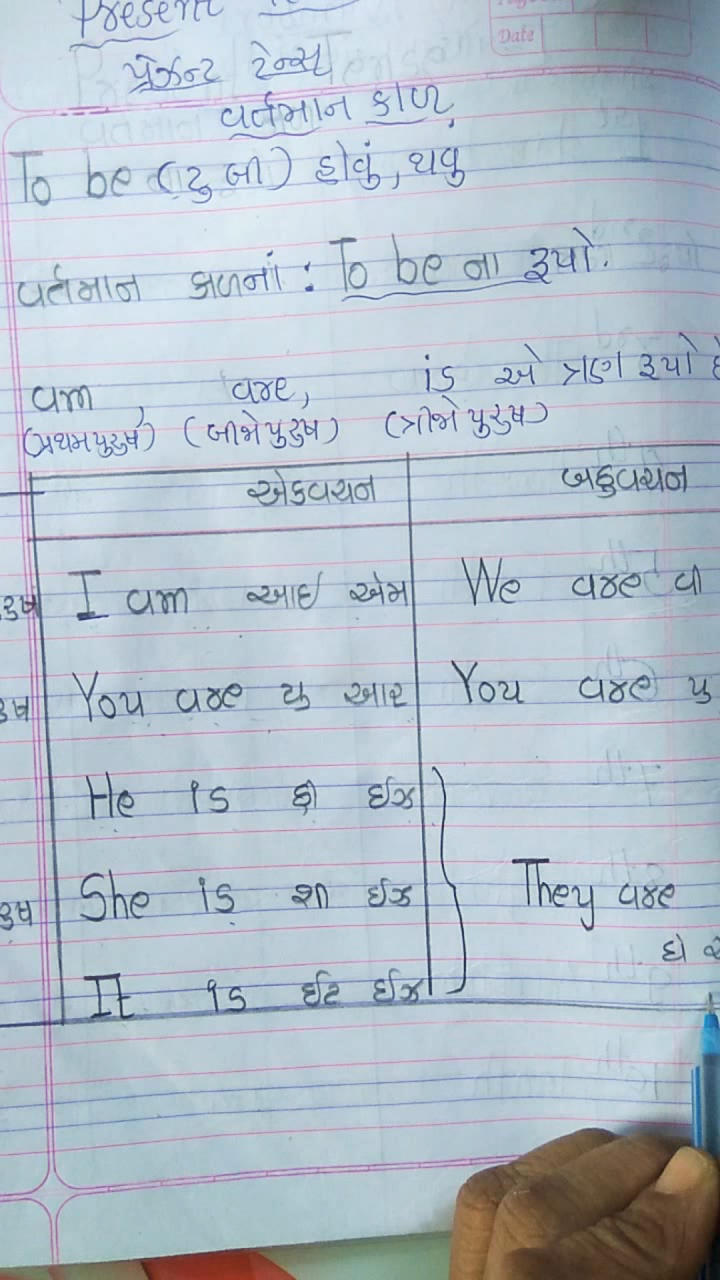 Present
Date
પ્રેઝન્ટ ટેન્સ
વર્તમાન કાળ
To be (ટુ બી) હોવું, થવું
વર્તમાન કાળનાં : To be ના રૂપો.
am, are, is એ ત્રણ રૂપો
(પ્રથમપુરુષ) (બીજોપુરુષ) (ત્રીજોપુરુષ)
એકવચન બહુવચન
I am આઇ એમ We are વી
You are યુ આર You are યુ
He is હી ઇઝ
She is શી ઇઝ They are
It is ઇટ ઇઝ